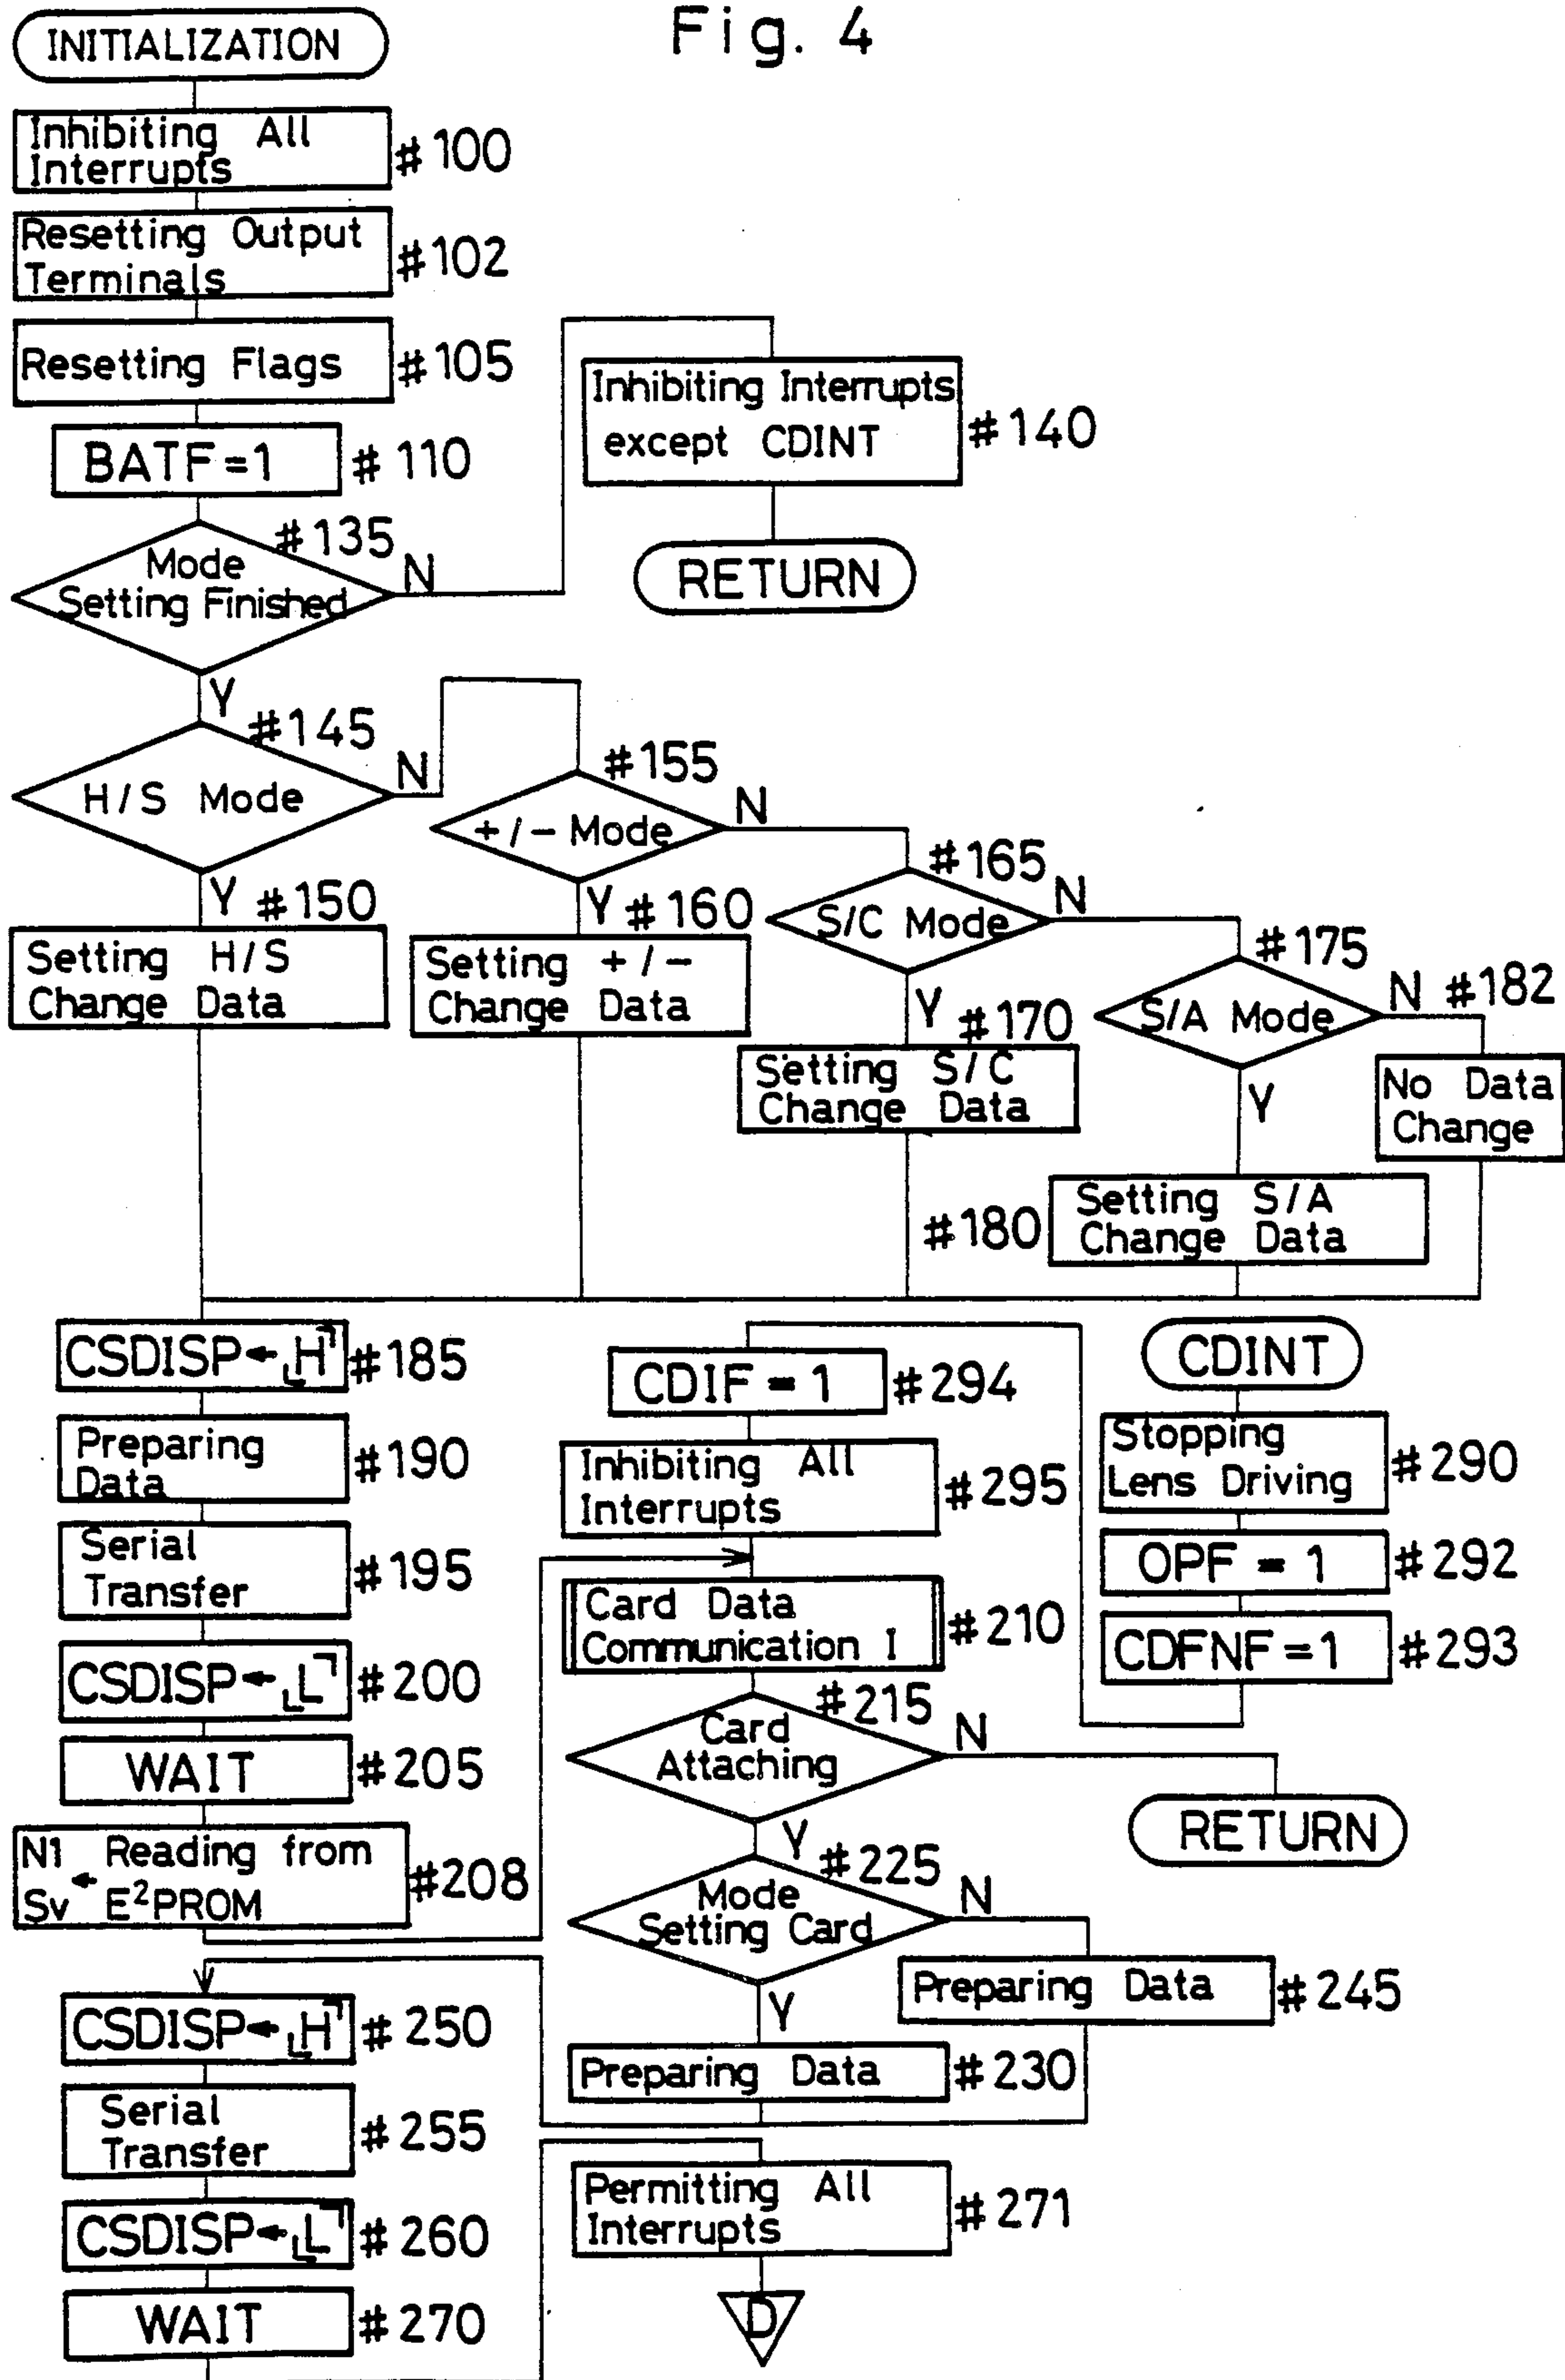 Fig. 4
INITIALIZATION
Inhibiting All
Interrupts
#100
Resetting Output
Terminals
#102
Resetting Flags
#105
BATF=1
#110
#135
Mode
Setting Finished
N
Y
Inhibiting Interrupts
except CDINT
#140
RETURN
#145
H/S Mode
N
Y
#150
Setting H/S
Change Data
#155
+/- Mode
N
Y
#160
Setting +/-
Change Data
#165
S/C Mode
N
Y
#170
Setting S/C
Change Data
#175
S/A Mode
N
#182
Y
No Data
Change
#180
Setting S/A
Change Data
CSDISP←「H」
#185
Preparing
Data
#190
Serial
Transfer
#195
CSDISP←「L」
#200
WAIT
#205
N1 Reading from
Sv ← E²PROM
#208
CDINT
Stopping
Lens Driving
#290
OPF = 1
#292
CDFNF=1
#293
CDIF = 1
#294
Inhibiting All
Interrupts
#295
Card Data
Communication I
#210
#215
Card
Attaching
N
Y
RETURN
#225
Mode
Setting Card
N
Y
Preparing Data
#245
Preparing Data
#230
CSDISP←「H」
#250
Serial
Transfer
#255
CSDISP←「L」
#260
WAIT
#270
Permitting All
Interrupts
#271
D